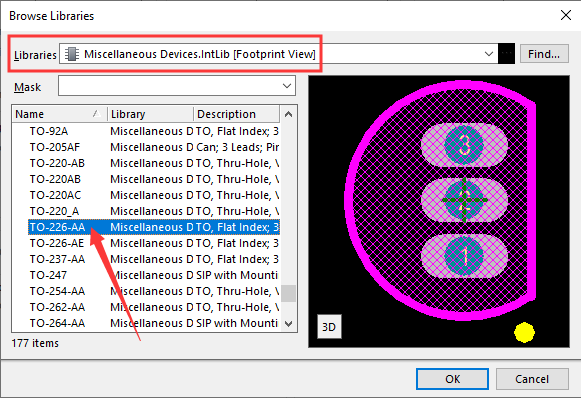 Browse Libraries
Libraries Miscellaneous Devices.IntLib [Footprint View] ... Find...
Mask
Name Library Description
TO-92A Miscellaneous D TO, Flat Index; 3
TO-205AF Miscellaneous D Can; 3 Leads; Pin
TO-220-AB Miscellaneous D TO, Thru-Hole, V
TO-220AB Miscellaneous D TO, Thru-Hole, V
TO-220AC Miscellaneous D TO, Thru-Hole, V
TO-220_A Miscellaneous D TO, Thru-Hole, V
TO-226-AA Miscellaneous D TO, Flat Index; 3
TO-226-AE Miscellaneous D TO, Flat Index; 3
TO-237-AA Miscellaneous D TO, Flat Index; 3
TO-247 Miscellaneous D SIP with Mounti
TO-254-AA Miscellaneous D TO, Thru-Hole, V
TO-262-AA Miscellaneous D TO, Thru-Hole, V
TO-264-AA Miscellaneous D SIP with Mounti
177 items
3
2
1
3D
OK Cancel